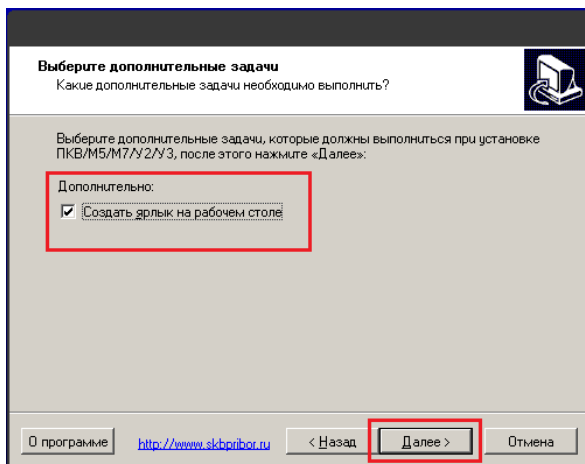 Выберите дополнительные задачи
Какие дополнительные задачи необходимо выполнить?
Выберите дополнительные задачи, которые должны выполниться при установке
ПКВ/М5/М7/У2/У3, после этого нажмите «Далее»:
Дополнительно:
Создать ярлык на рабочем столе
О программе http://www.skbpribor.ru < Назад Далее > Отмена